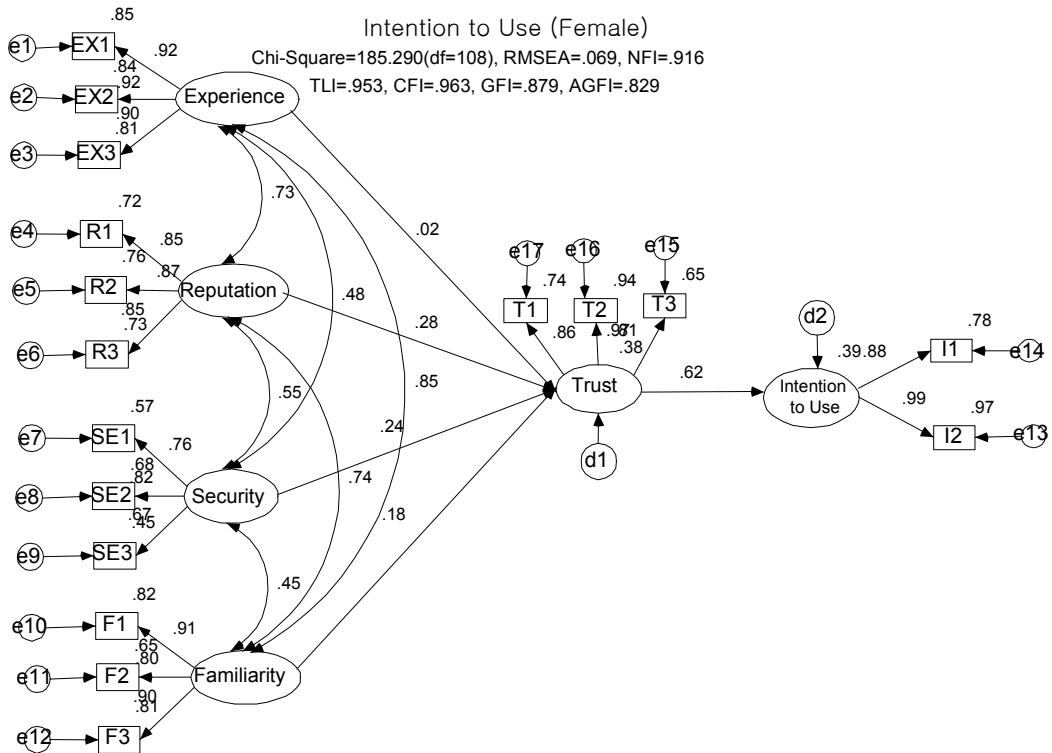 Intention to Use (Female)
Chi-Square=185.290(df=108), RMSEA=.069, NFI=.916
TLI=.953, CFI=.963, GFI=.879, AGFI=.829
.85
e1
EX1
.92
.84
e2
EX2
.92
.90
Experience
.81
e3
EX3
.73
.72
e4
R1
.85
.76
e5
R2
.87
.85
Reputation
.73
e6
R3
.48
.02
.28
.55
.85
.24
.57
e7
SE1
.76
.68
e8
SE2
.82
.67
Security
.45
e9
SE3
.74
.18
.45
.82
e10
F1
.91
.65
e11
F2
.80
.90
Familiarity
.81
e12
F3
e17
e16
e15
.74
.94
.65
T1
T2
T3
.86
.97
.81
.38
Trust
d1
.62
d2
.39
.88
Intention
to Use
.78
I1
e14
.99
.97
I2
e13